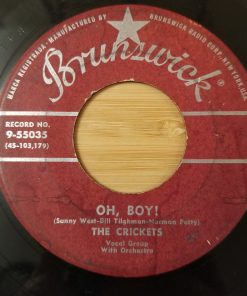 MARCA REGISTRADA. MANUFACTURED BY BRUNSWICK RADIO CORP., NEW YORK, U.S.A.
Brunswick
RECORD NO.
9-55035
(45-103,179)
OH, BOY!
(Sunny West-Bill Tilghman-Norman Petty)
THE CRICKETS
Vocal Group
With Orchestra